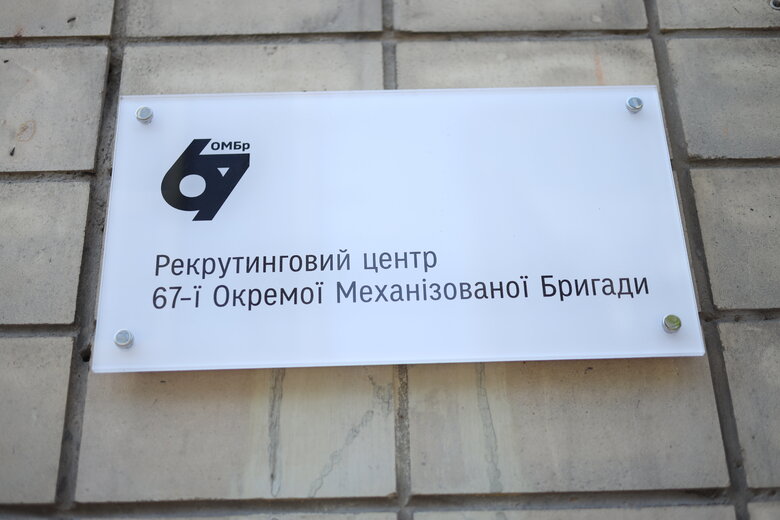 ОМБр
67
Рекрутинговий центр
67-ї Окремої Механізованої Бригади